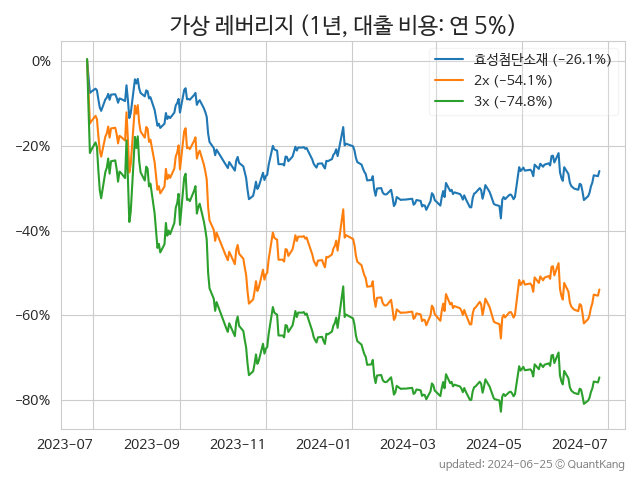 가상 레버리지 (1년, 대출 비용: 연 5%)
효성첨단소재 (−26.1%)
2x (−54.1%)
3x (−74.8%)
0%
−20%
−40%
−60%
−80%
2023-07 2023-09 2023-11 2024-01 2024-03 2024-05 2024-07
updated: 2024-06-25 © QuantKang